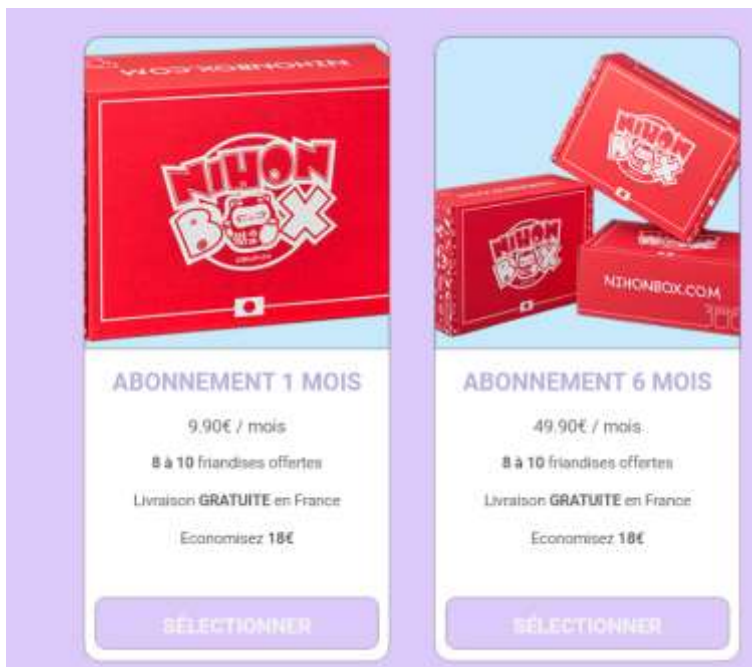 NIHONBOX.COM
NIHON
BOX
NIHON
BOX
NIHON
BOX
NIHONBOX.COM
ABONNEMENT 1 MOIS
9.90€ / mois
8 à 10 friandises offertes
Livraison GRATUITE en France
Economisez 18€
SÉLECTIONNER
ABONNEMENT 6 MOIS
49.90€ / mois
8 à 10 friandises offertes
Livraison GRATUITE en France
Economisez 18€
SÉLECTIONNER